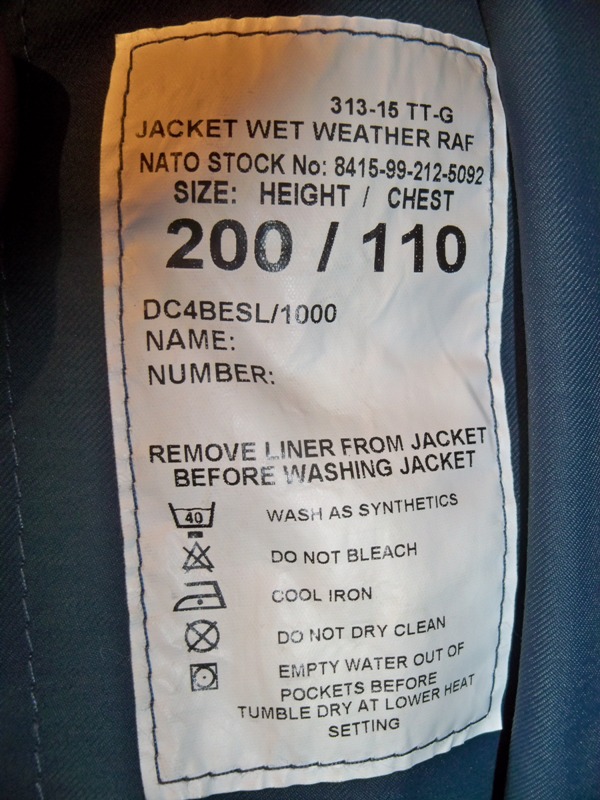 313-15 TT-G
JACKET WET WEATHER RAF
NATO STOCK No: 8415-99-212-5092
SIZE: HEIGHT / CHEST
200 / 110
DC4BESL/1000
NAME:
NUMBER:
REMOVE LINER FROM JACKET
BEFORE WASHING JACKET
40 WASH AS SYNTHETICS
DO NOT BLEACH
COOL IRON
DO NOT DRY CLEAN
EMPTY WATER OUT OF
POCKETS BEFORE
TUMBLE DRY AT LOWER HEAT
SETTING